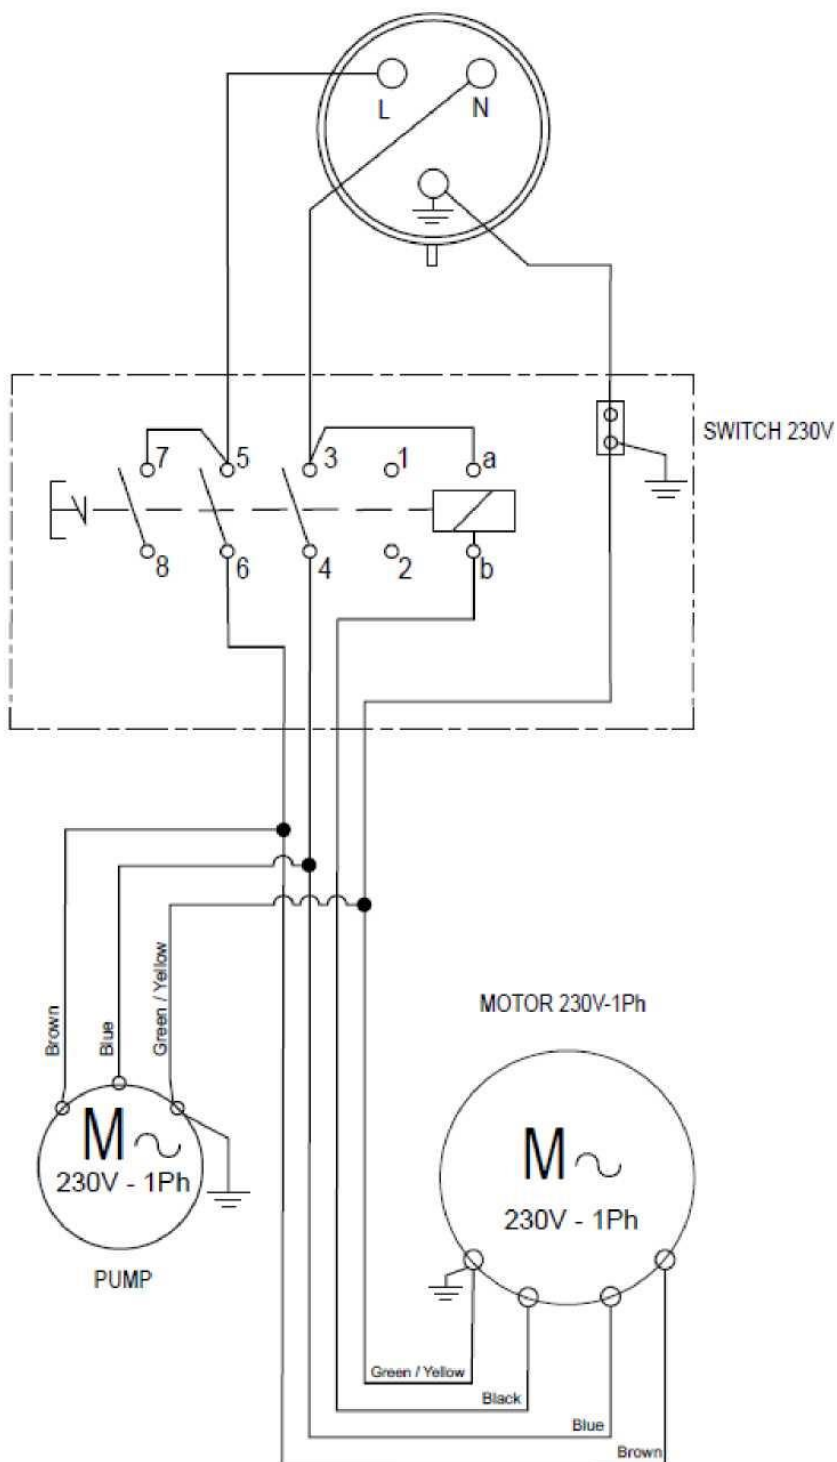 L N
SWITCH 230V
7 5 3 1 a
8 6 4 2 b
Brown
Blue
Green / Yellow
MOTOR 230V-1Ph
M
230V - 1Ph
PUMP
M
230V - 1Ph
Green / Yellow
Black
Blue
Brown